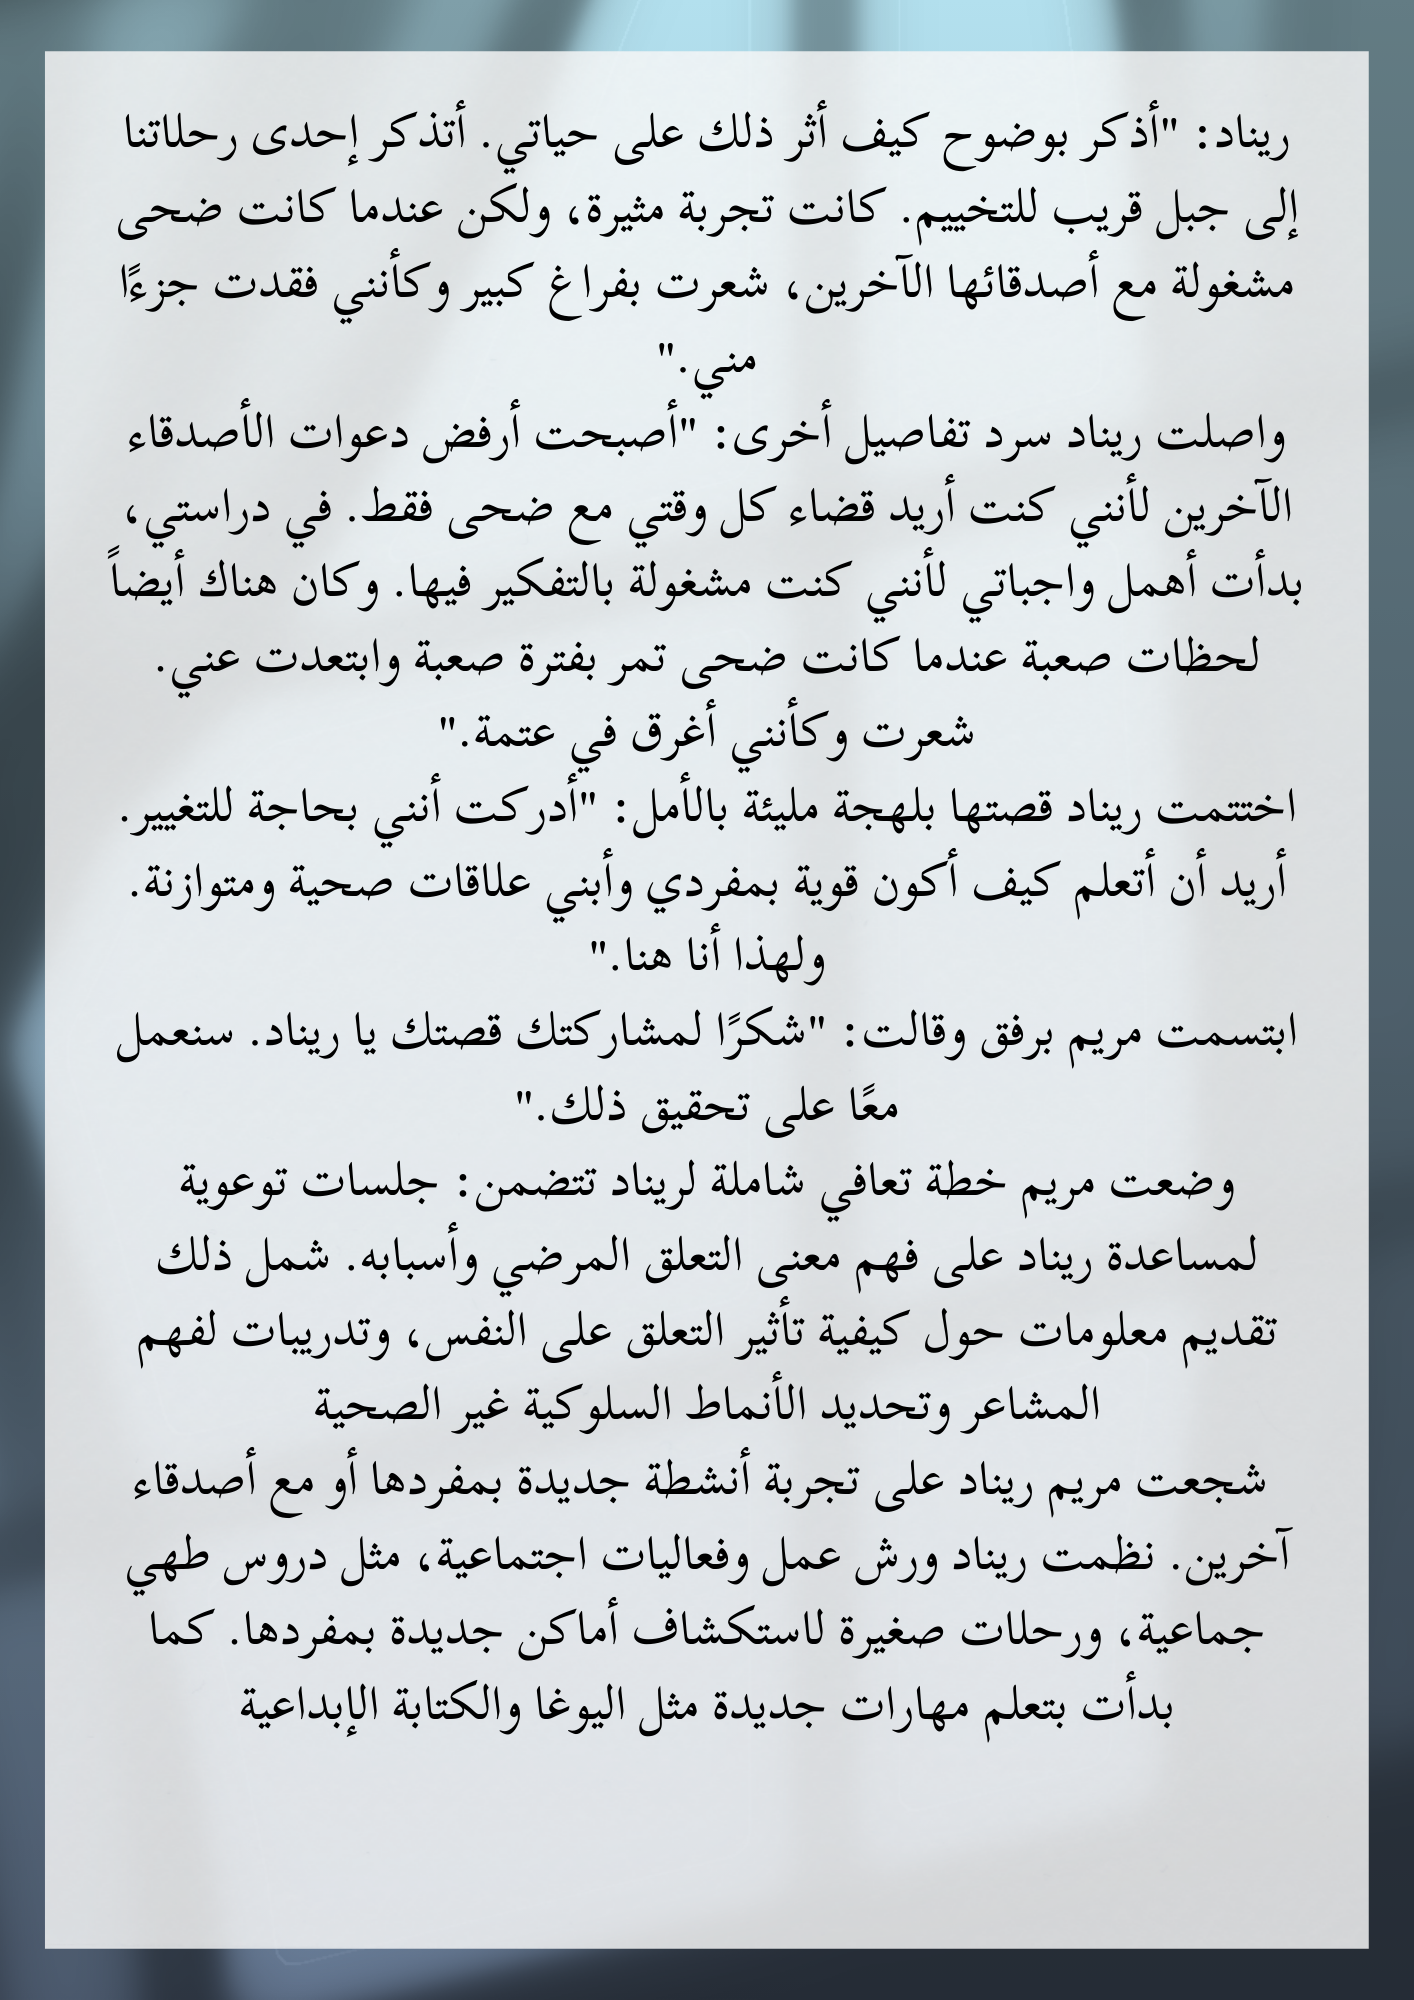 ريناد: "أذكر بوضوح كيف أثر ذلك على حياتي. أتذكر إحدى رحلاتنا
إلى جبل قريب للتخييم. كانت تجربة مثيرة، ولكن عندما كانت ضحى
مشغولة مع أصدقائها الآخرين، شعرت بفراغ كبير وكأنني فقدت جزءًا
مني."
واصلت ريناد سرد تفاصيل أخرى: "أصبحت أرفض دعوات الأصدقاء
الآخرين لأنني كنت أريد قضاء كل وقتي مع ضحى فقط. في دراستي،
بدأت أهمل واجباتي لأنني كنت مشغولة بالتفكير فيها. وكان هناك أيضاً
لحظات صعبة عندما كانت ضحى تمر بفترة صعبة وابتعدت عني.
شعرت وكأنني أغرق في عتمة."
اختتمت ريناد قصتها بلهجة مليئة بالأمل: "أدركت أنني بحاجة للتغيير.
أريد أن أتعلم كيف أكون قوية بمفردي وأبني علاقات صحية ومتوازنة.
ولهذا أنا هنا."
ابتسمت مريم برفق وقالت: "شكرًا لمشاركتك قصتك يا ريناد. سنعمل
معًا على تحقيق ذلك."
وضعت مريم خطة تعافي شاملة لريناد تتضمن: جلسات توعوية
لمساعدة ريناد على فهم معنى التعلق المرضي وأسبابه. شمل ذلك
تقديم معلومات حول كيفية تأثير التعلق على النفس، وتدريبات لفهم
المشاعر وتحديد الأنماط السلوكية غير الصحية
شجعت مريم ريناد على تجربة أنشطة جديدة بمفردها أو مع أصدقاء
آخرين. نظمت ريناد ورش عمل وفعاليات اجتماعية، مثل دروس طهي
جماعية، ورحلات صغيرة لاستكشاف أماكن جديدة بمفردها. كما
بدأت بتعلم مهارات جديدة مثل اليوغا والكتابة الإبداعية